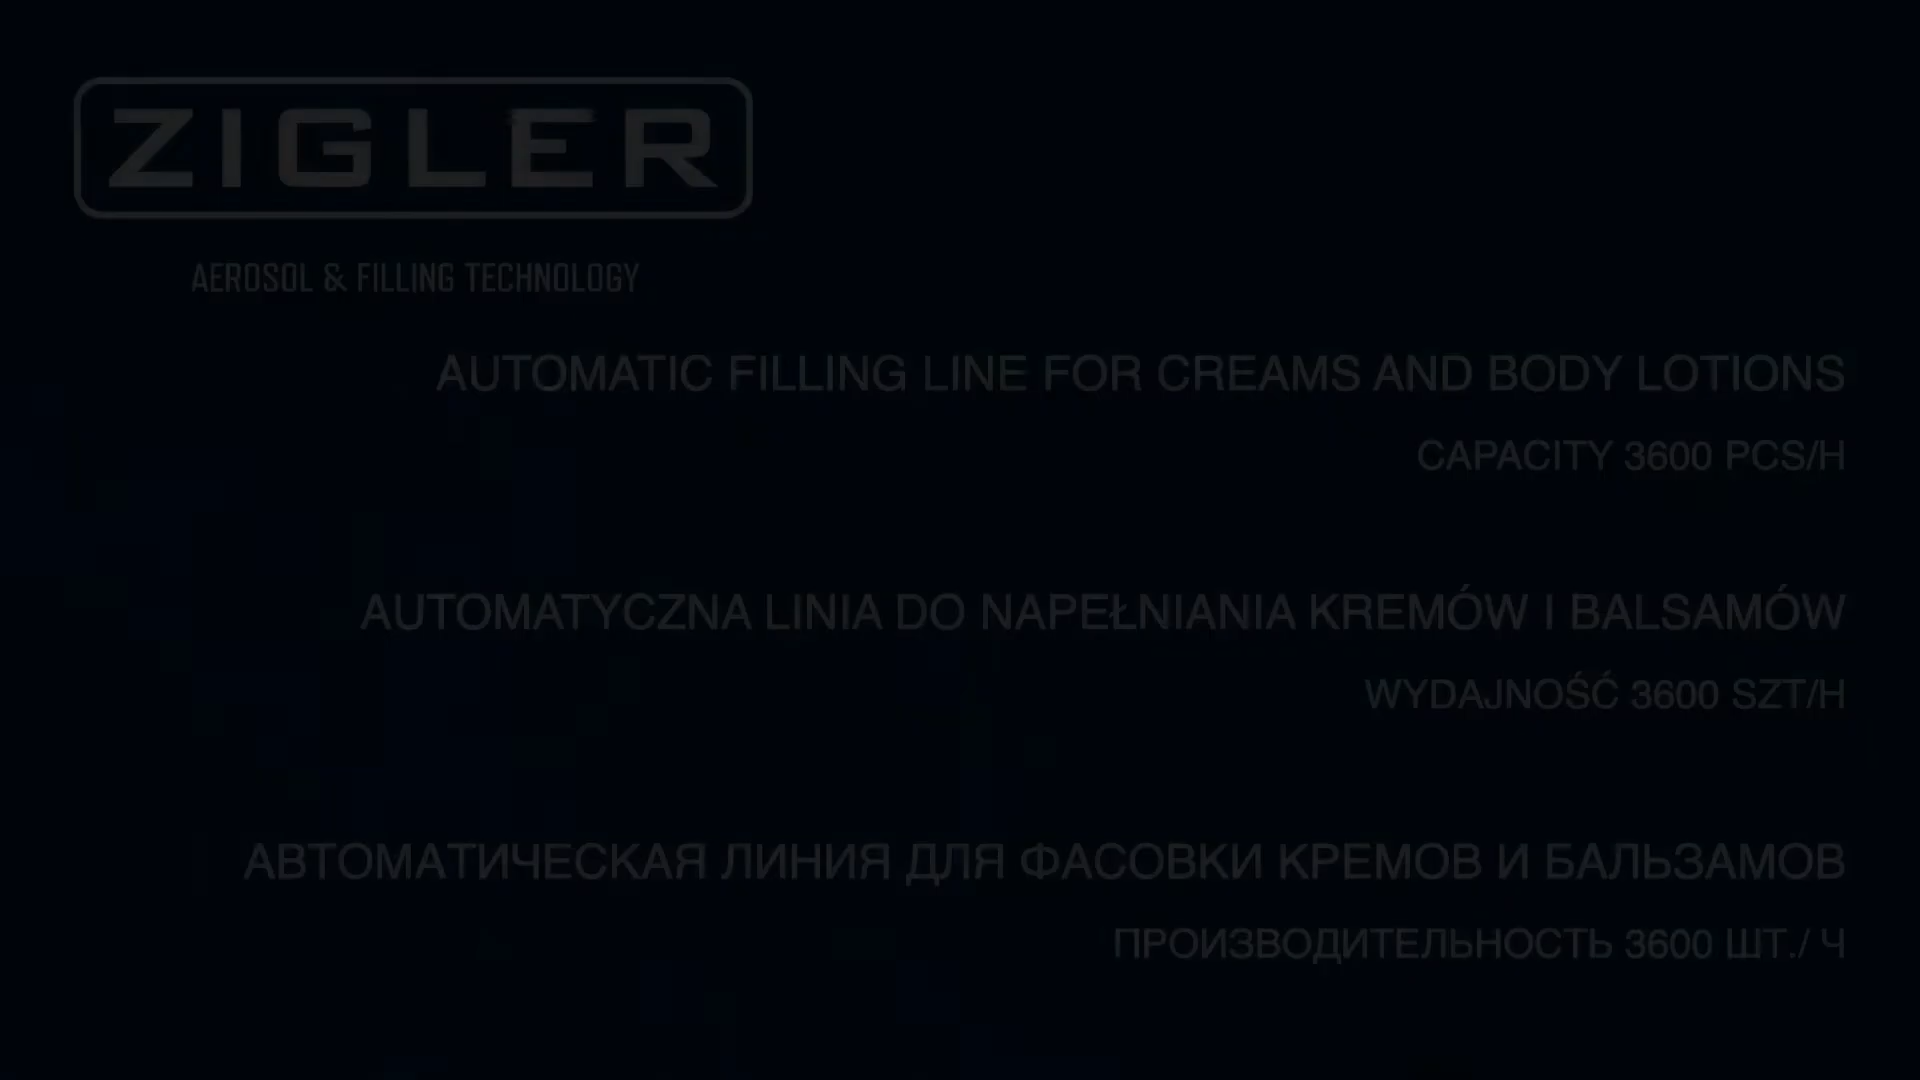 ZIGLER
AEROSOL & FILLING TECHNOLOGY
AUTOMATIC FILLING LINE FOR CREAMS AND BODY LOTIONS
CAPACITY 3600 PCS/H
AUTOMATYCZNA LINIA DO NAPEŁNIANIA KREMÓW I BALSAMÓW
WYDAJNOŚĆ 3600 SZT/H
АВТОМАТИЧЕСКАЯ ЛИНИЯ ДЛЯ ФАСОВКИ КРЕМОВ И БАЛЬЗАМОВ
ПРОИЗВОДИТЕЛЬНОСТЬ 3600 ШТ./ Ч